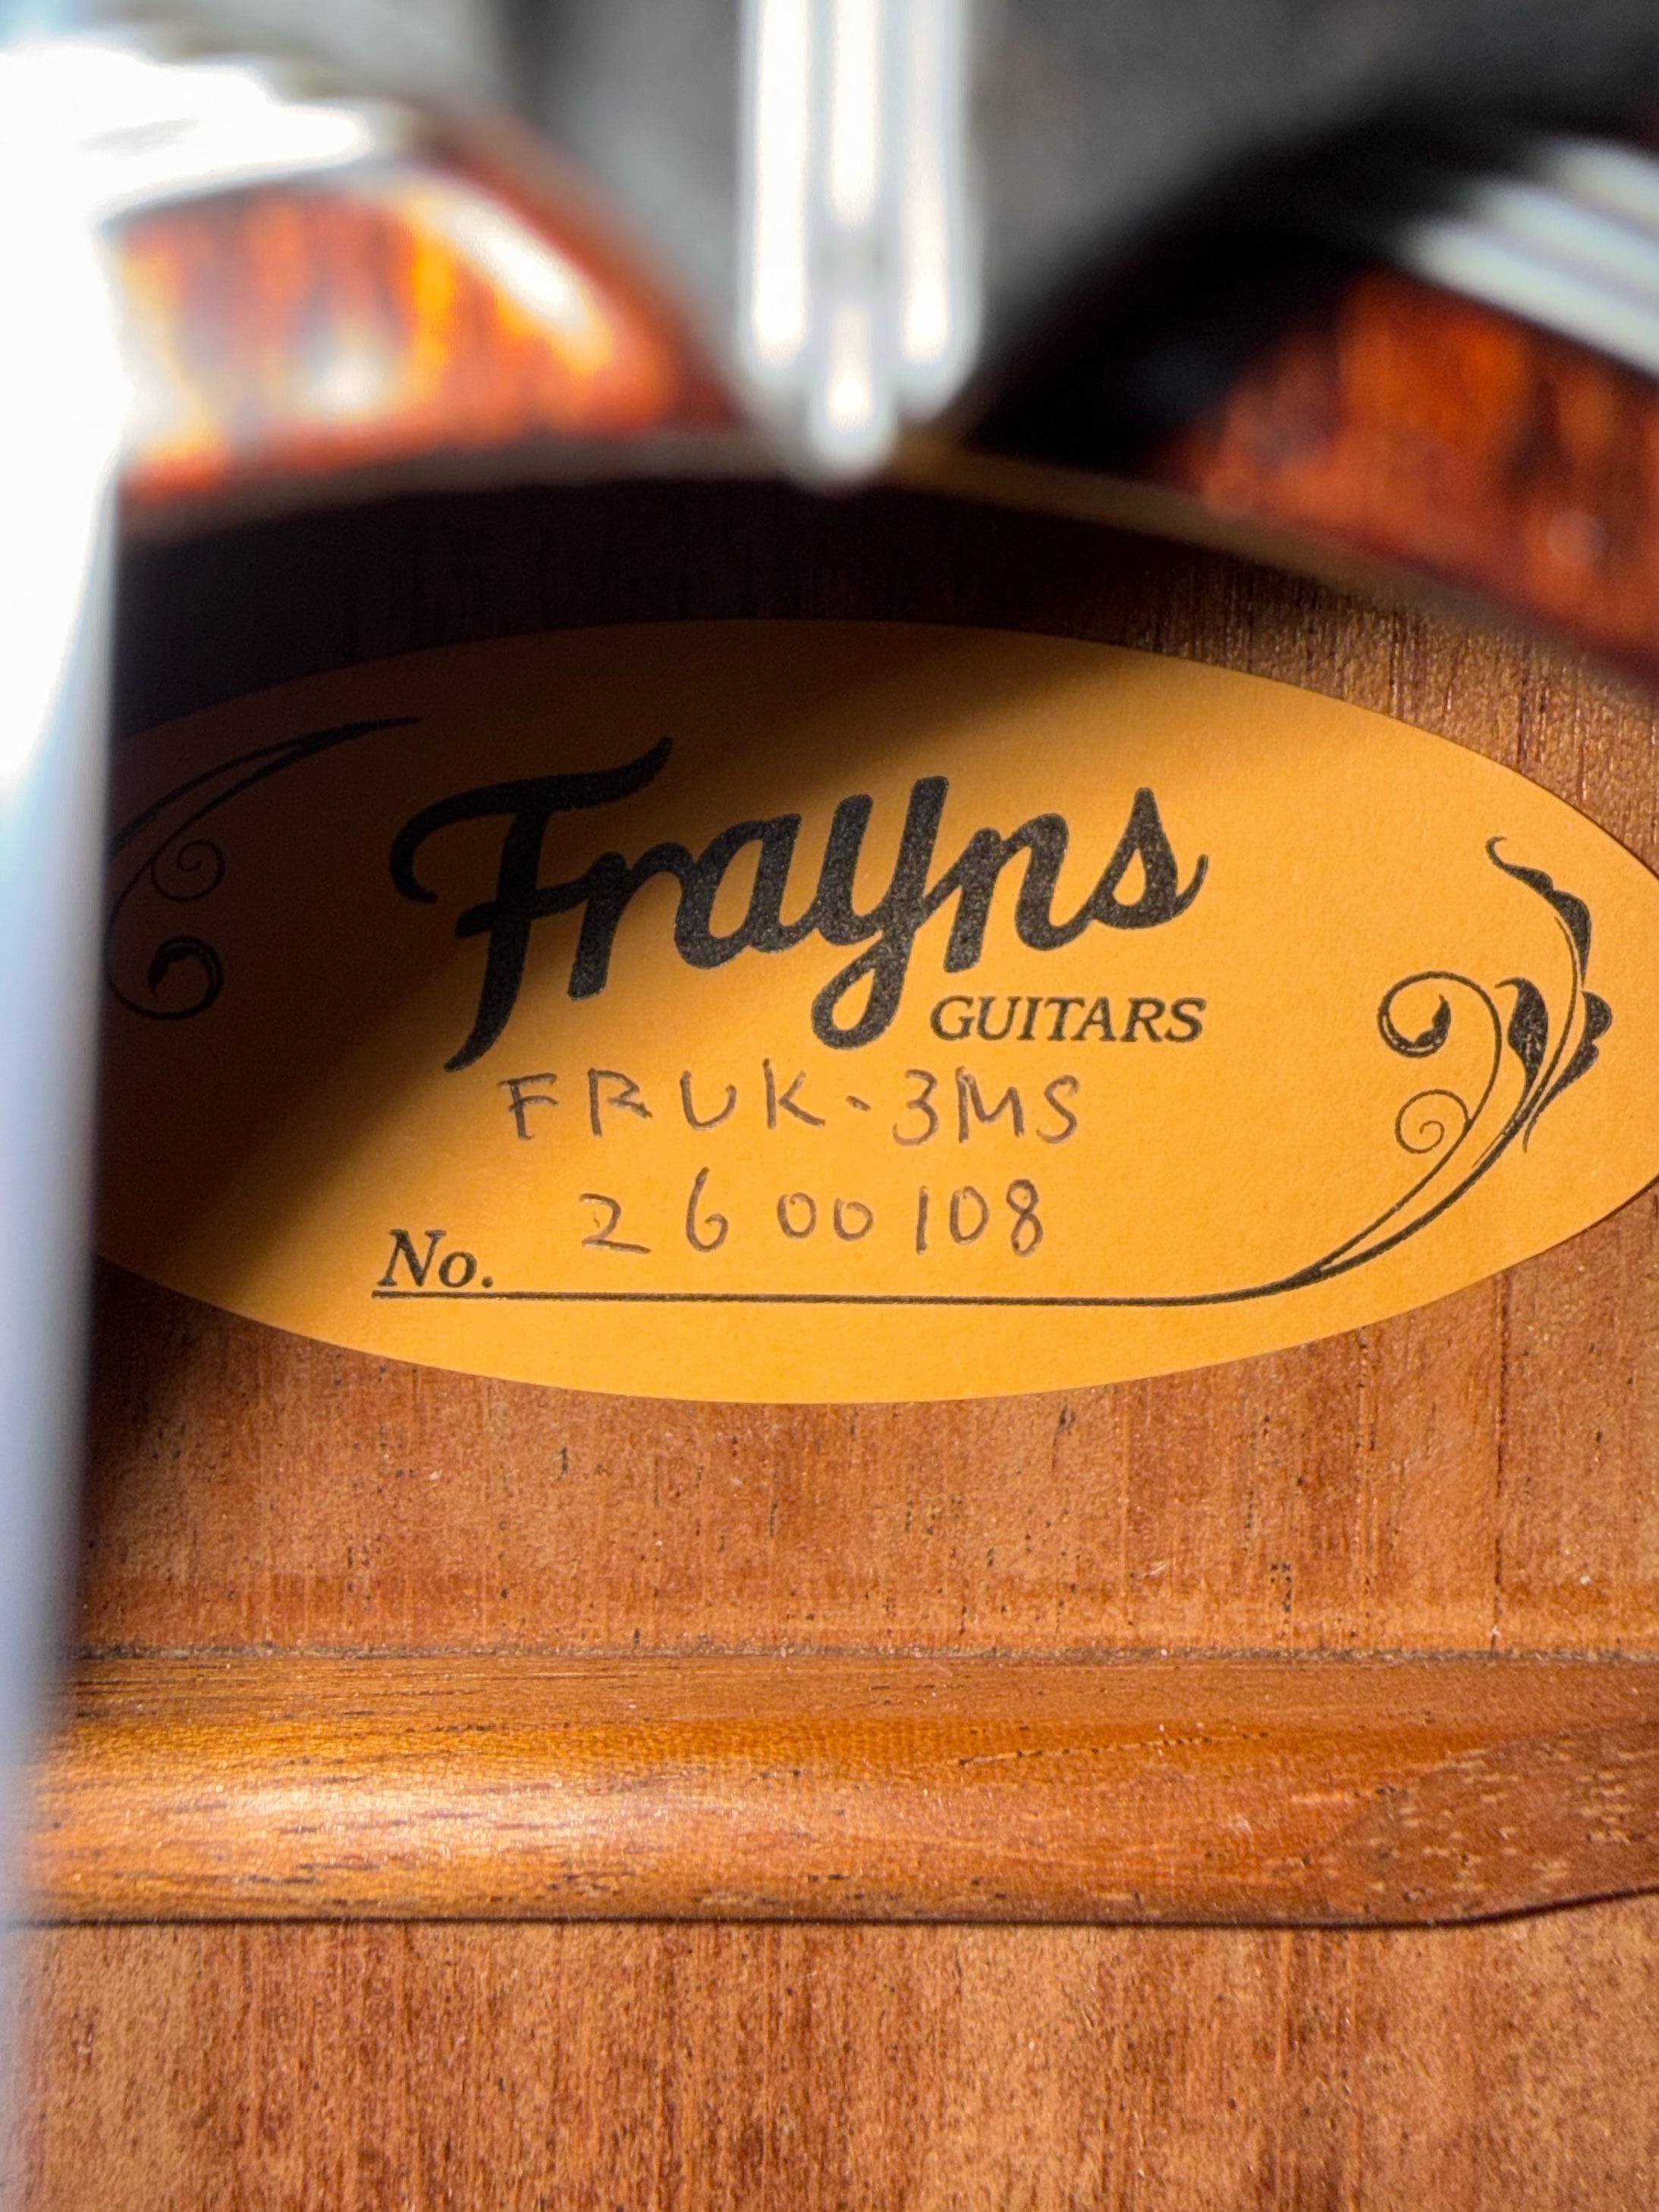 Frayns
GUITARS
FRUK-3MS
No. 2600108